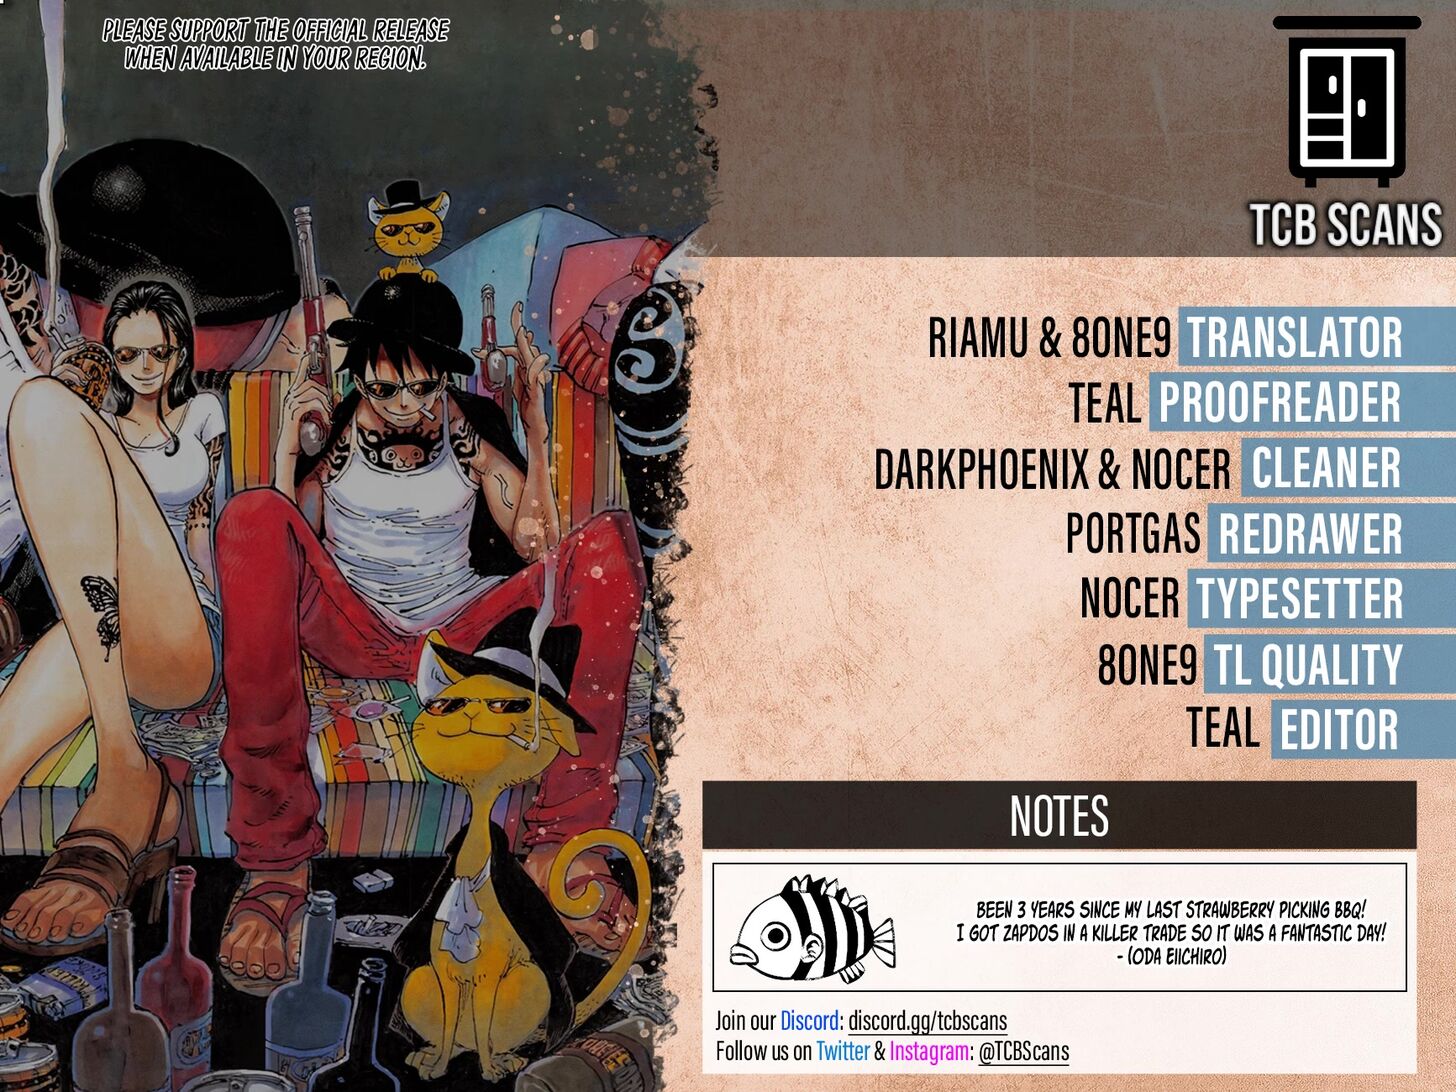 PLEASE SUPPORT THE OFFICIAL RELEASE
WHEN AVAILABLE IN YOUR REGION.
TCB SCANS
RIAMU & 8ONE9 TRANSLATOR
TEAL PROOFREADER
DARKPHOENIX & NOCER CLEANER
PORTGAS REDRAWER
NOCER TYPESETTER
8ONE9 TL QUALITY
TEAL EDITOR
NOTES
BEEN 3 YEARS SINCE MY LAST STRAWBERRY PICKING BBQ!
I GOT ZAPDOS IN A KILLER TRADE SO IT WAS A FANTASTIC DAY!
- (ODA EIICHIRO)
Join our Discord: discord.gg/tcbscans
Follow us on Twitter & Instagram: @TCBScans